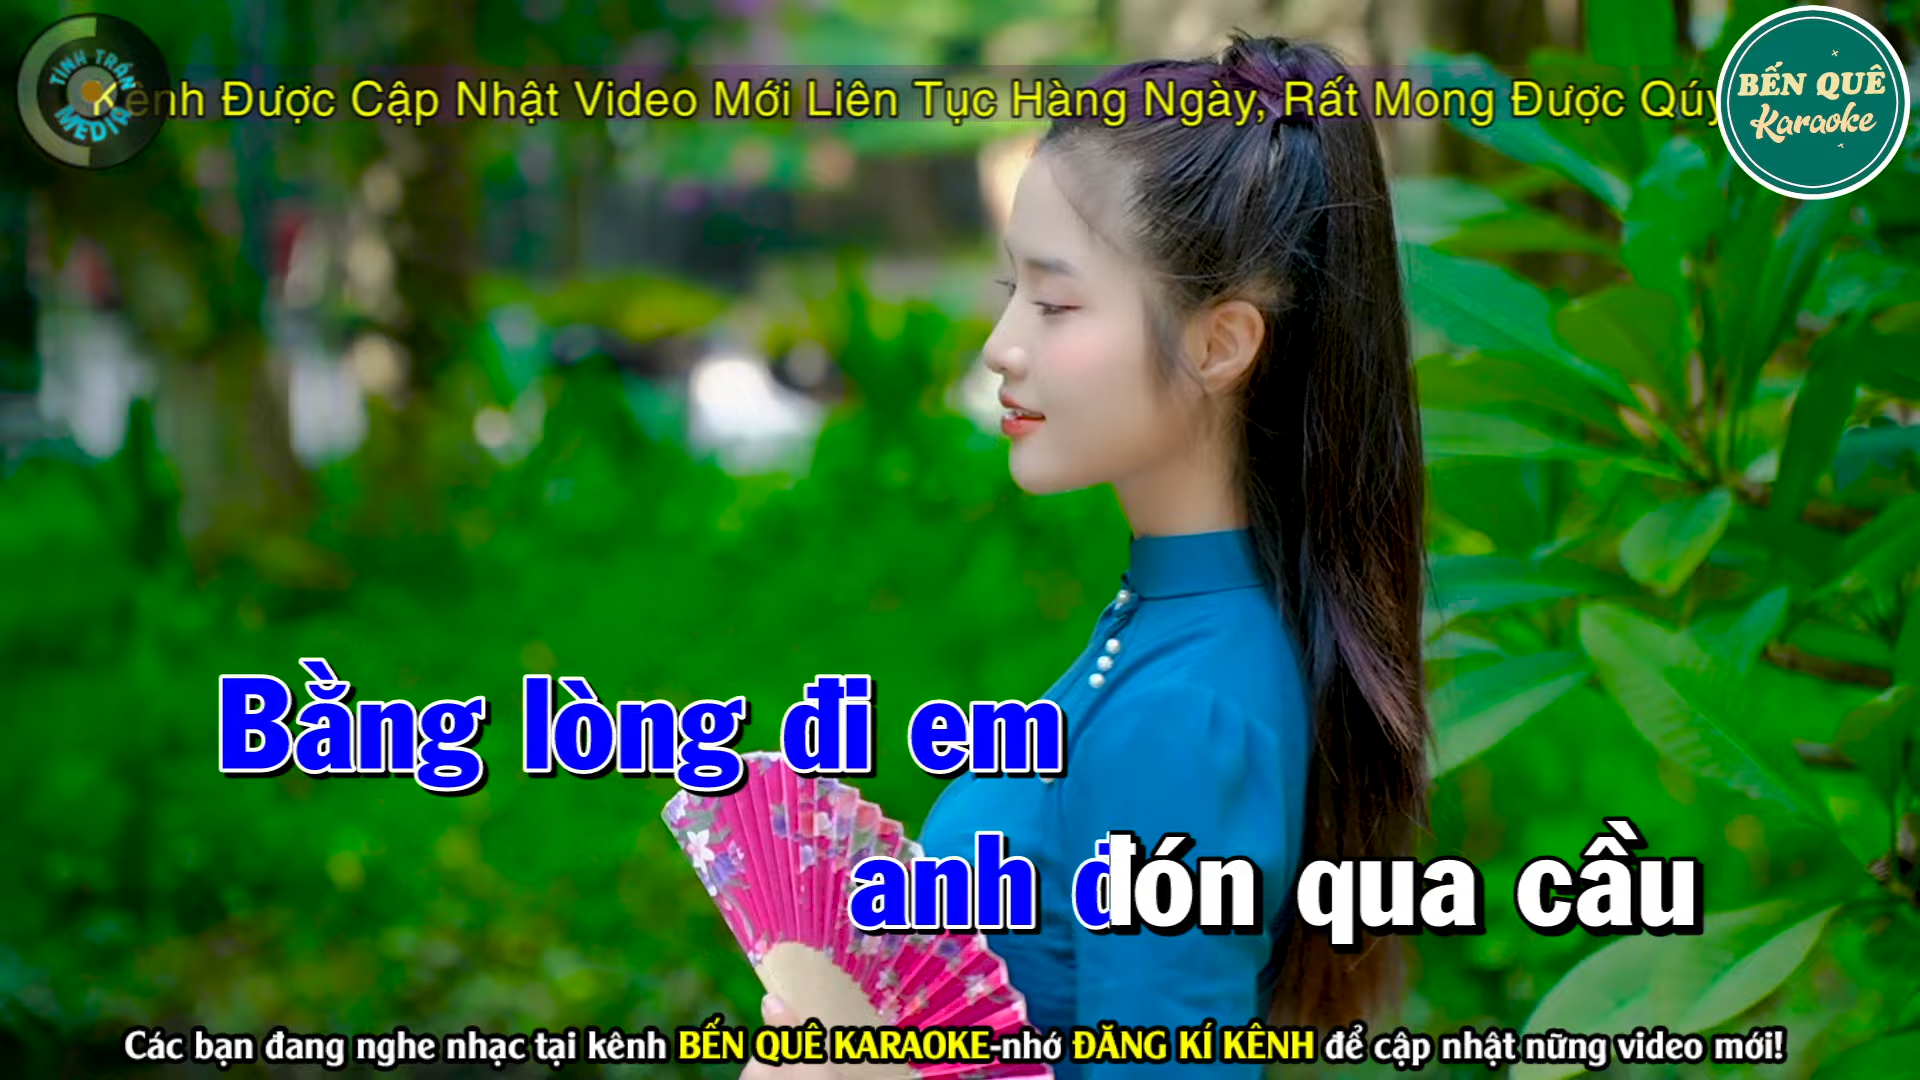 TÌNH TRẦN
MEDIA
Kênh Được Cập Nhật Video Mới Liên Tục Hàng Ngày, Rất Mong Được Quý
BẾN QUÊ
Karaoke
Bằng lòng đi em
anh đón qua cầu
Các bạn đang nghe nhạc tại kênh BẾN QUÊ KARAOKE-nhớ ĐĂNG KÍ KÊNH để cập nhật nững video mới!